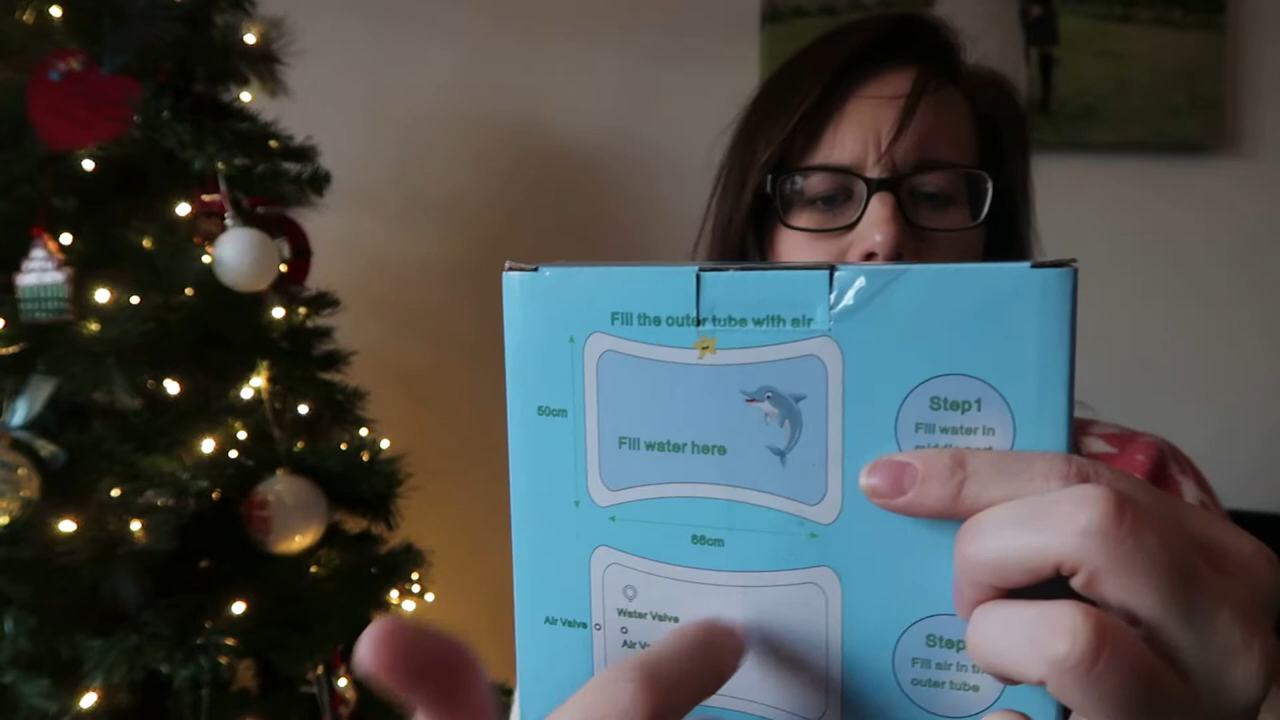 Fill the outer tube with air
50cm
Fill water here
66cm
Step1
Fill water in
Water Valve
Air Valve
Air
Step
Fill air in
outer tube